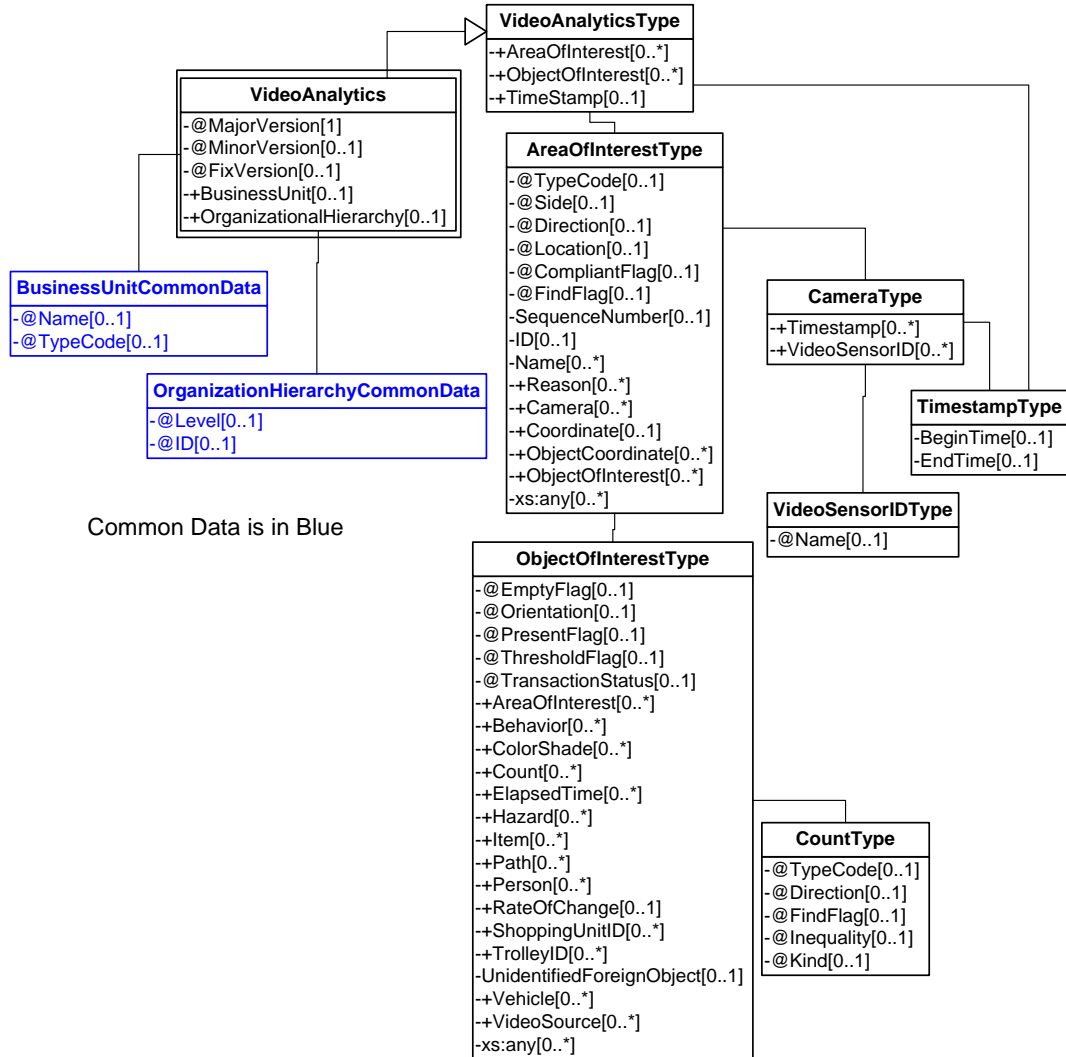 VideoAnalyticsType
-+AreaOfInterest[0..*]
-+ObjectOfInterest[0..*]
-+TimeStamp[0..1]
VideoAnalytics
-@MajorVersion[1]
-@MinorVersion[0..1]
-@FixVersion[0..1]
-+BusinessUnit[0..1]
-+OrganizationalHierarchy[0..1]
AreaOfInterestType
-@TypeCode[0..1]
-@Side[0..1]
-@Direction[0..1]
-@Location[0..1]
-@CompliantFlag[0..1]
-@FindFlag[0..1]
-SequenceNumber[0..1]
-ID[0..1]
-Name[0..*]
-+Reason[0..*]
-+Camera[0..*]
-+Coordinate[0..1]
-+ObjectCoordinate[0..*]
-+ObjectOfInterest[0..*]
-xs:any[0..*]
BusinessUnitCommonData
-@Name[0..1]
-@TypeCode[0..1]
CameraType
-+Timestamp[0..*]
-+VideoSensorID[0..*]
OrganizationHierarchyCommonData
-@Level[0..1]
-@ID[0..1]
TimestampType
-BeginTime[0..1]
-EndTime[0..1]
VideoSensorIDType
-@Name[0..1]
Common Data is in Blue
ObjectOfInterestType
-@EmptyFlag[0..1]
-@Orientation[0..1]
-@PresentFlag[0..1]
-@ThresholdFlag[0..1]
-@TransactionStatus[0..1]
-+AreaOfInterest[0..*]
-+Behavior[0..*]
-+ColorShade[0..*]
-+Count[0..*]
-+ElapsedTime[0..*]
-+Hazard[0..*]
-+Item[0..*]
-+Path[0..*]
-+Person[0..*]
-+RateOfChange[0..1]
-+ShoppingUnitID[0..*]
-+TrolleyID[0..*]
-UnidentifiedForeignObject[0..1]
-+Vehicle[0..*]
-+VideoSource[0..*]
-xs:any[0..*]
CountType
-@TypeCode[0..1]
-@Direction[0..1]
-@FindFlag[0..1]
-@Inequality[0..1]
-@Kind[0..1]